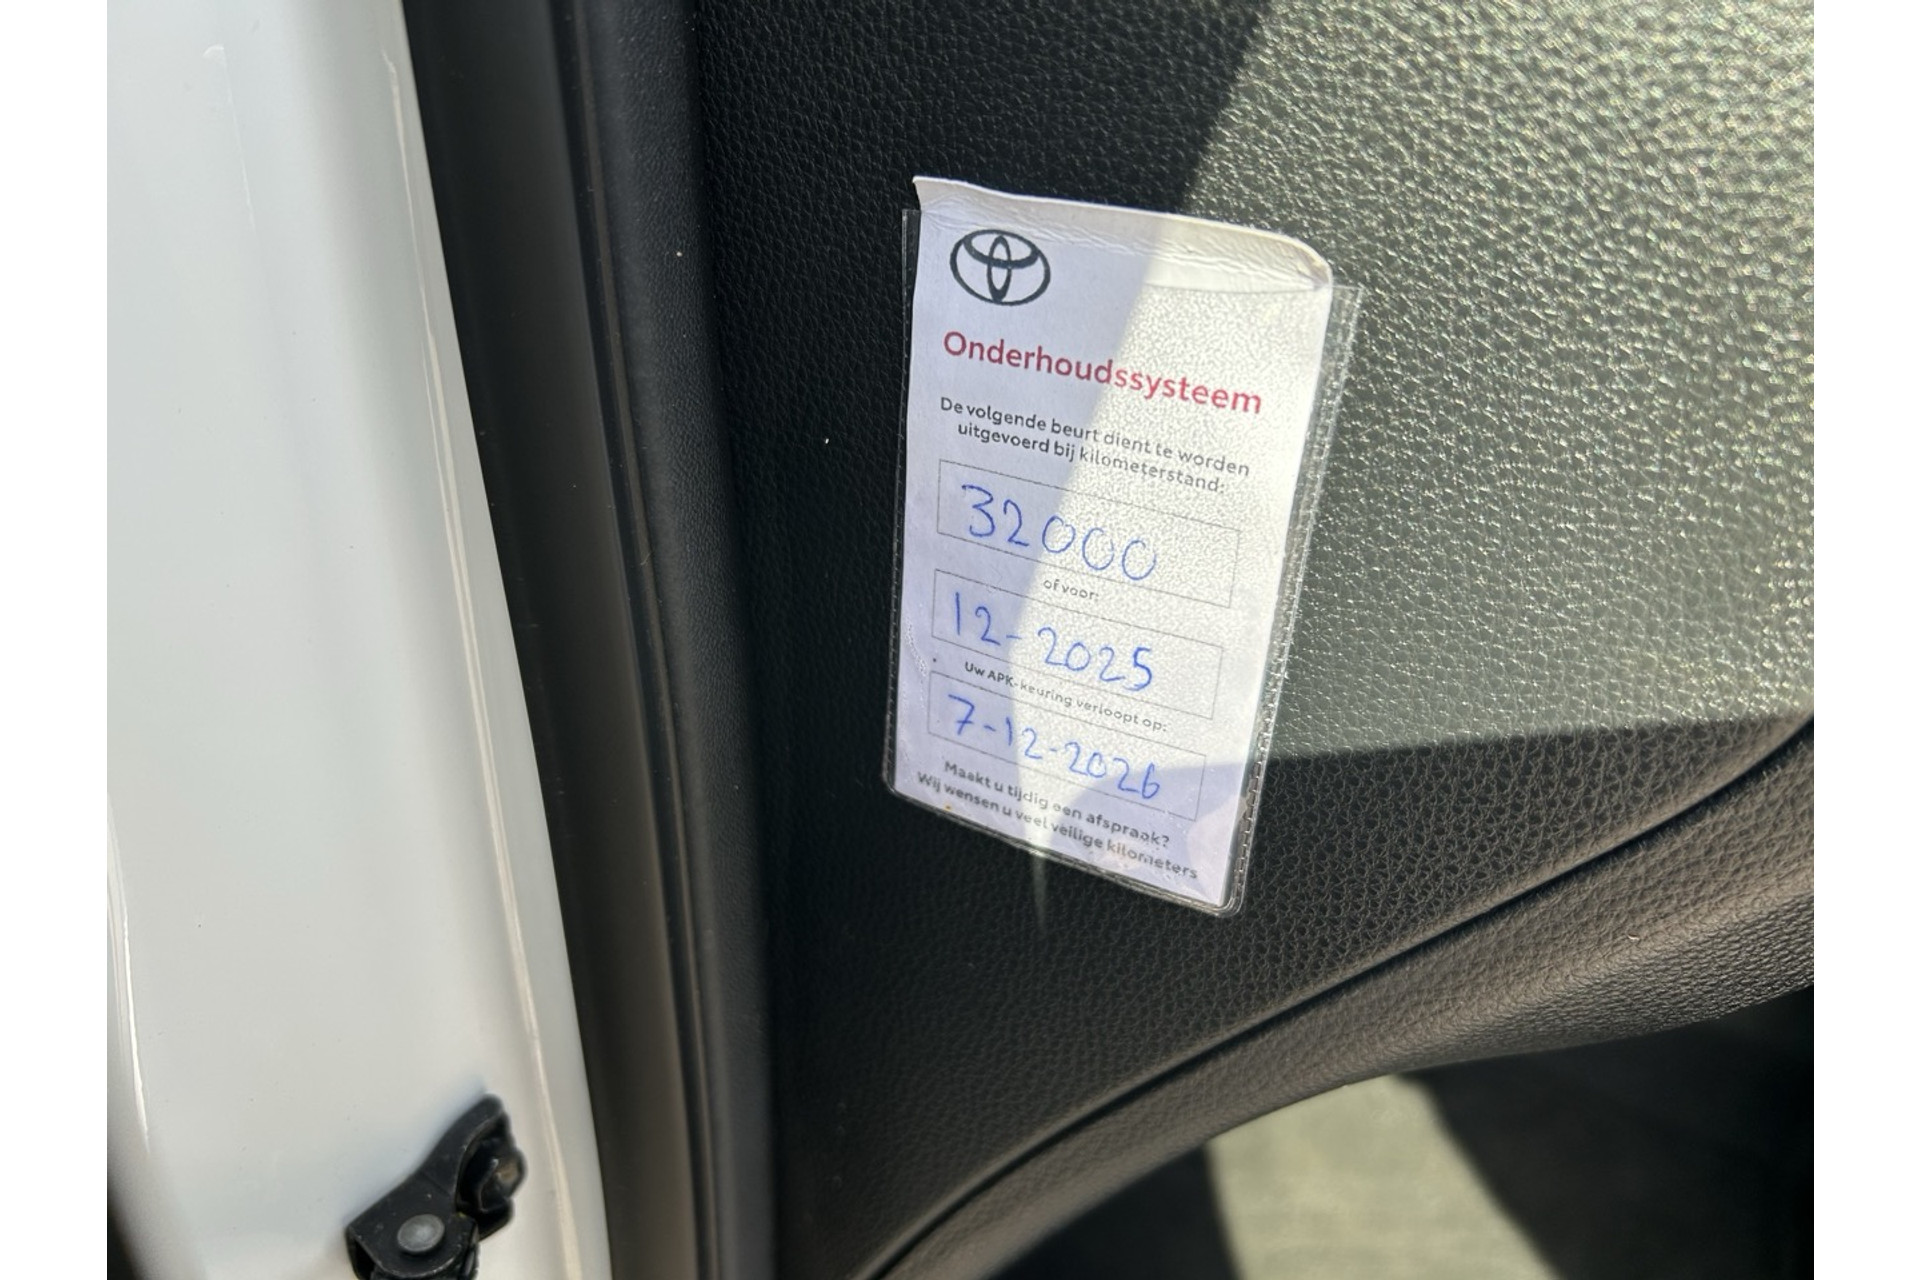 Onderhoudssysteem
De volgende beurt dient te worden
uitgevoerd bij kilometerstand:
32000
of voor:
12-2025
Uw APK-keuring verloopt op:
7-12-2026
Maakt u tijdig een afspraak?
Wij wensen u veel veilige kilometers